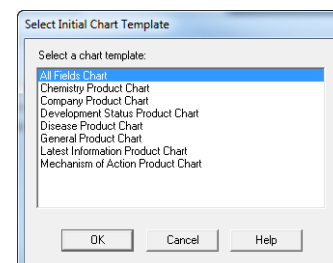 Select Initial Chart Template
Select a chart template:
All Fields Chart
Chemistry Product Chart
Company Product Chart
Development Status Product Chart
Disease Product Chart
General Product Chart
Latest Information Product Chart
Mechanism of Action Product Chart
OK Cancel Help